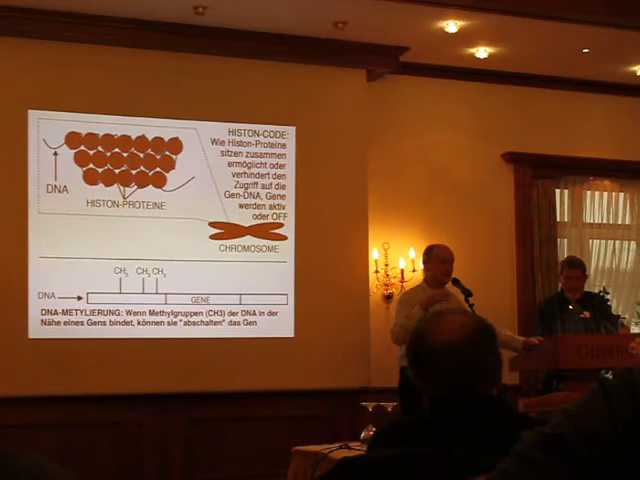 HISTON-CODE:
Wie Histon-Proteine
sitzen zusammen
ermöglicht oder
verhindert den
Zugriff auf die
Gen-DNA, Gene
werden aktiv
oder OFF
DNA
HISTON-PROTEINE
CHROMOSOME
CH3 CH3 CH3
DNA
GENE
DNA-METYLIERUNG: Wenn Methylgruppen (CH3) der DNA in der
Nähe eines Gens bindet, können sie "abschalten" das Gen